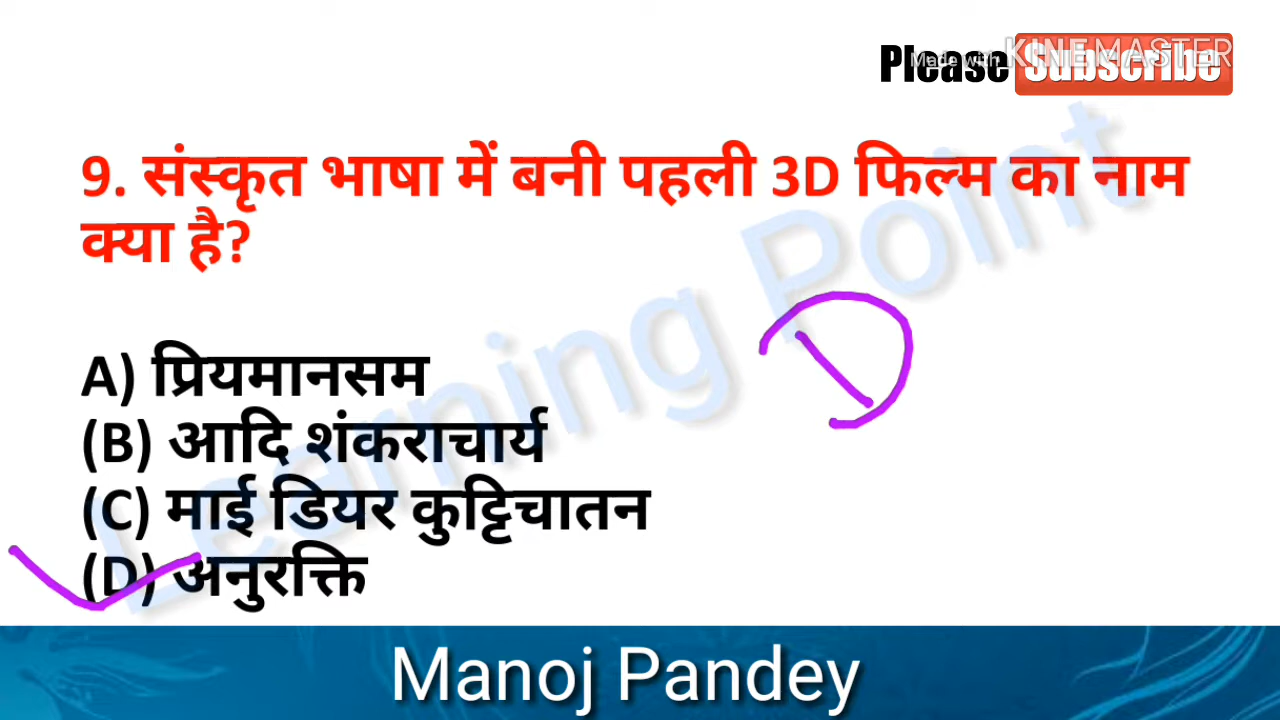 Please Subscribe
Made with KINEMASTER
9. संस्कृत भाषा में बनी पहली 3D फिल्म का नाम
क्या है?
A) प्रियमानसम
(B) आदि शंकराचार्य
(C) माई डियर कुट्टिचातन
(D) अनुरक्ति
D
Learning Point
Manoj Pandey